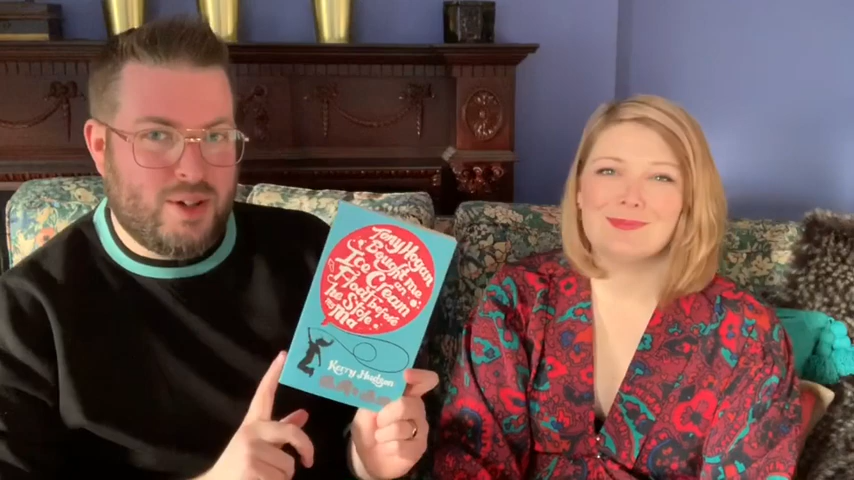 Tony Hogan
Bought me
an
Ice Cream
Float before
he Stole
my Ma
Kerry Hudson